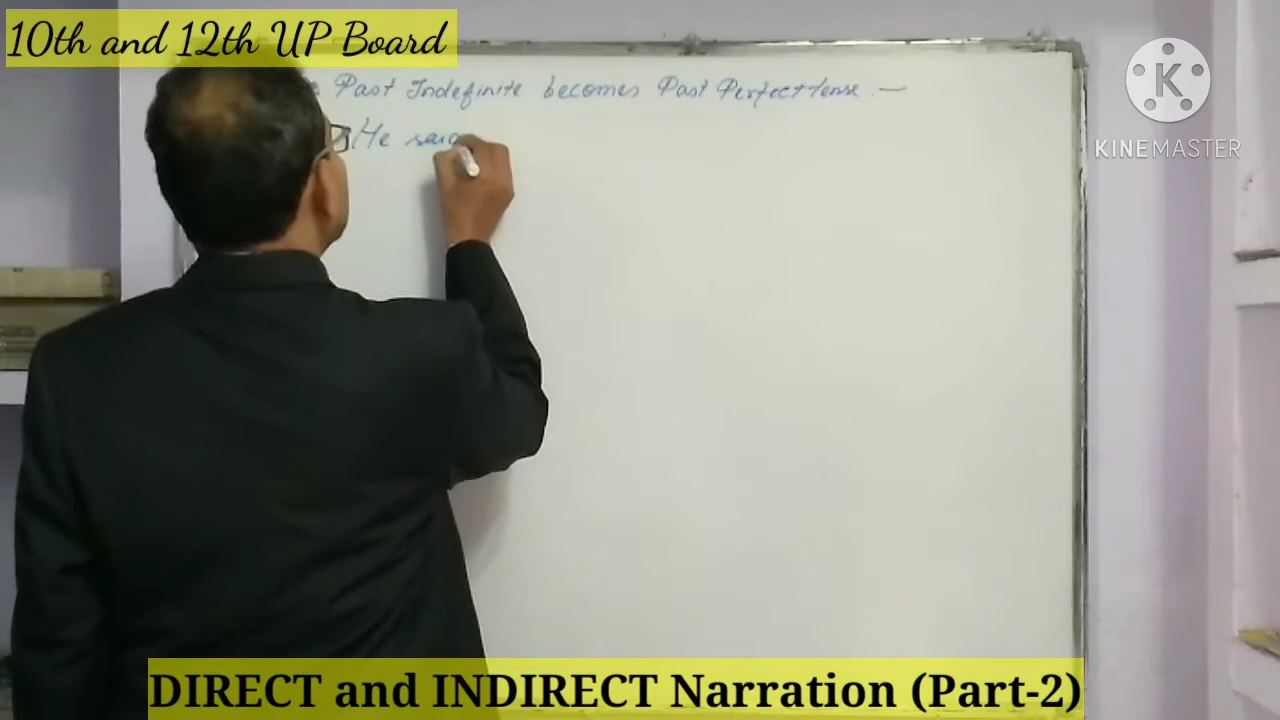 10th and 12th UP Board
Past Indefinite becomes Past Perfect tense. —
He said
K
KINEMASTER
DIRECT and INDIRECT Narration (Part-2)